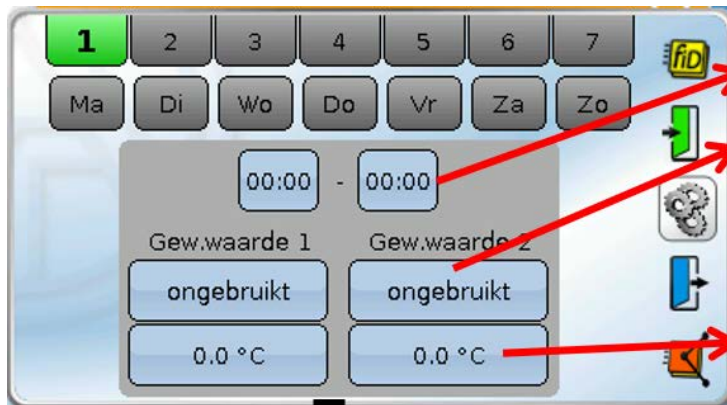 1 2 3 4 5 6 7
fiD
Ma Di Wo Do Vr Za Zo
00:00 - 00:00
Gew.waarde 1 Gew.waarde 2
ongebruikt ongebruikt
0.0 °C 0.0 °C